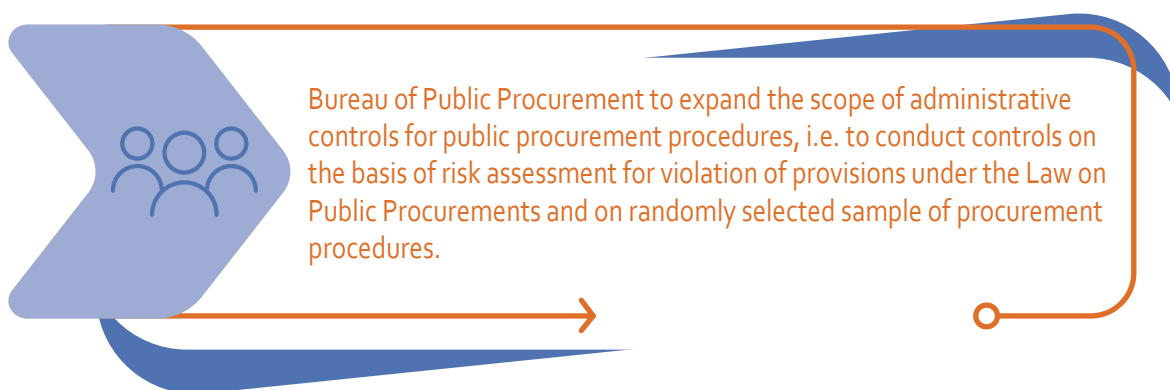 Bureau of Public Procurement to expand the scope of administrative
controls for public procurement procedures, i.e. to conduct controls on
the basis of risk assessment for violation of provisions under the Law on
Public Procurements and on randomly selected sample of procurement
procedures.